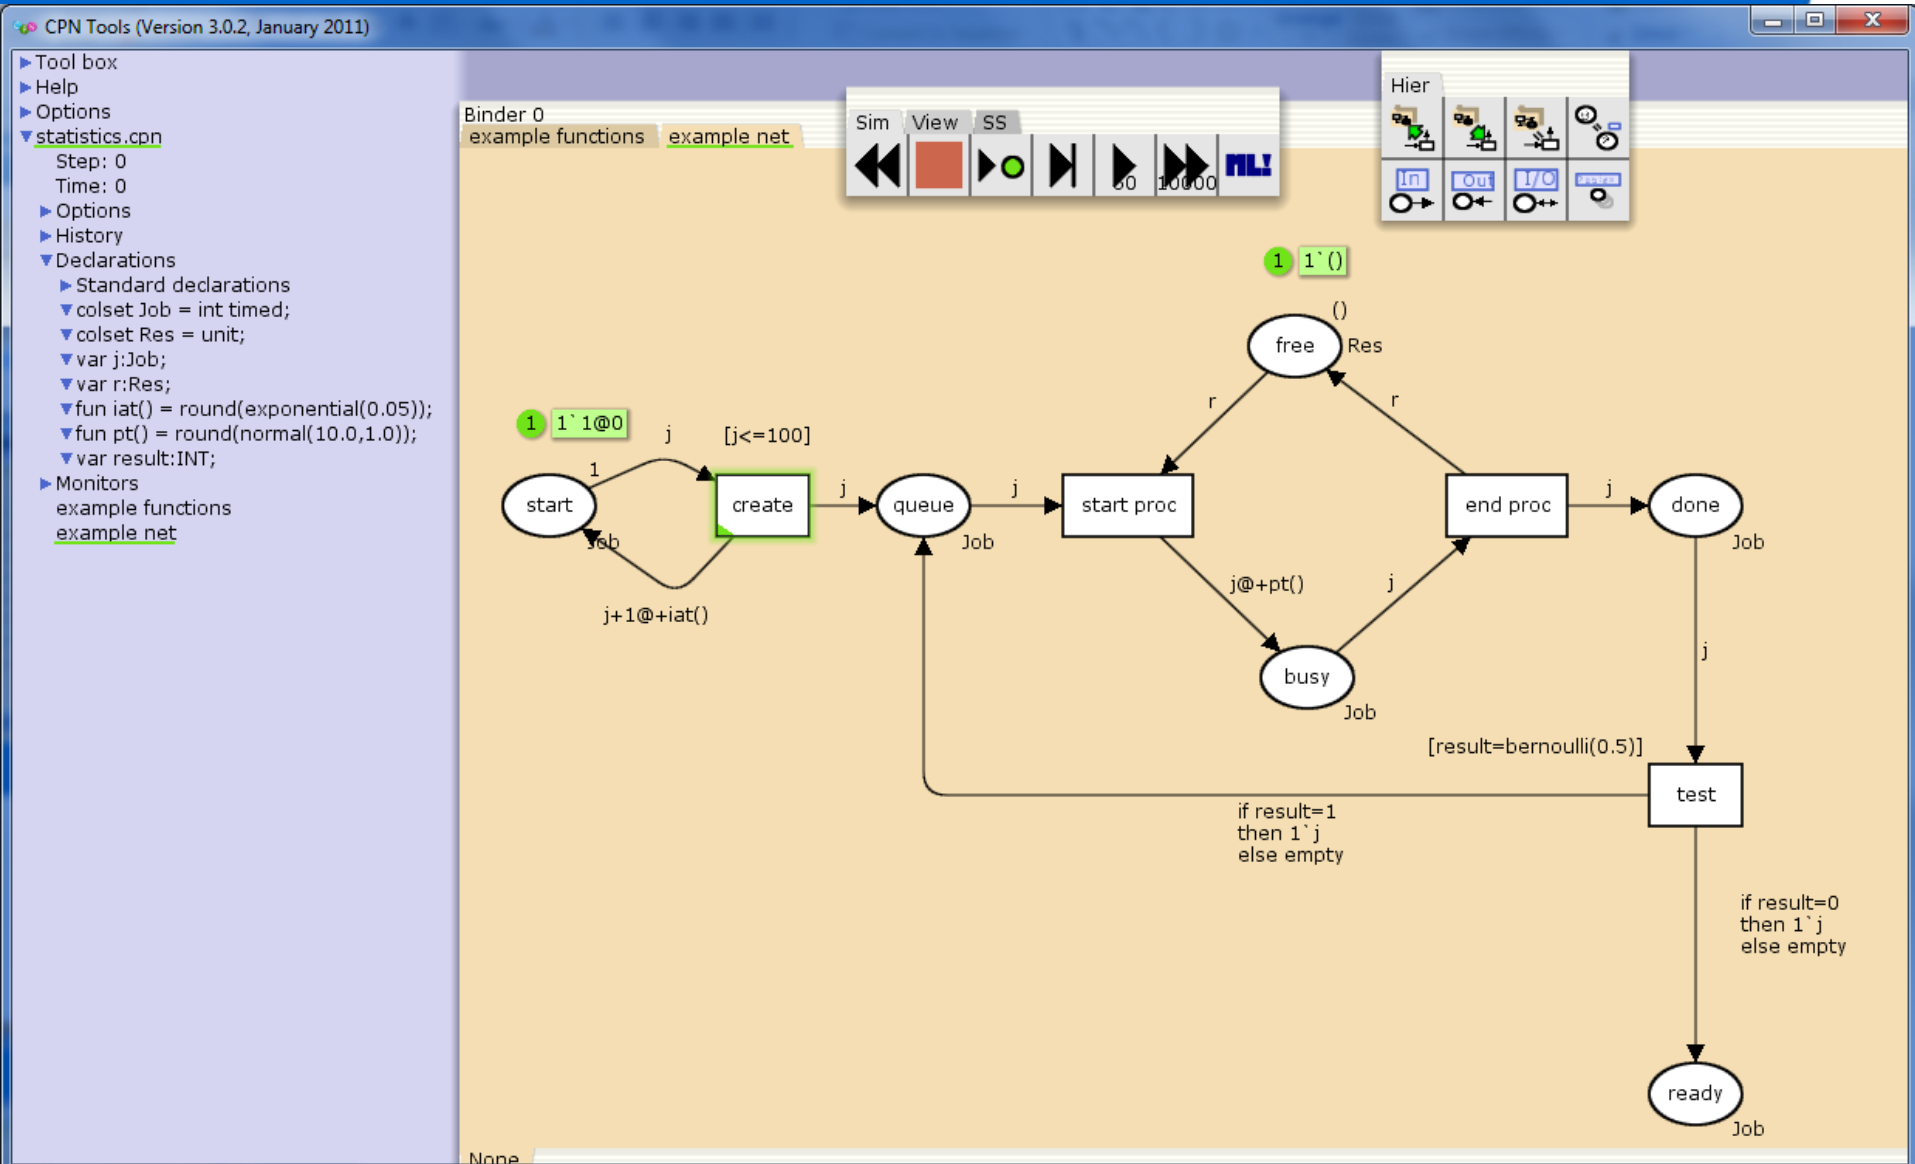 CPN Tools (Version 3.0.2, January 2011)
Tool box
Help
Options
statistics.cpn
Step: 0
Time: 0
Options
History
Declarations
Standard declarations
colset Job = int timed;
colset Res = unit;
var j:Job;
var r:Res;
fun iat() = round(exponential(0.05));
fun pt() = round(normal(10.0,1.0));
var result:INT;
Monitors
example functions
example net
Binder 0
example functions
example net
Sim
View
SS
50
10000
ML!
Hier
In
Out
I/O
1
1`()
()
free
Res
r
r
1
1`1@0
j
[j<=100]
1
start
Job
create
j
queue
Job
j
start proc
end proc
j
done
Job
j+1@+iat()
j@+pt()
j
busy
Job
j
[result=bernoulli(0.5)]
test
if result=1
then 1`j
else empty
if result=0
then 1`j
else empty
ready
Job
None